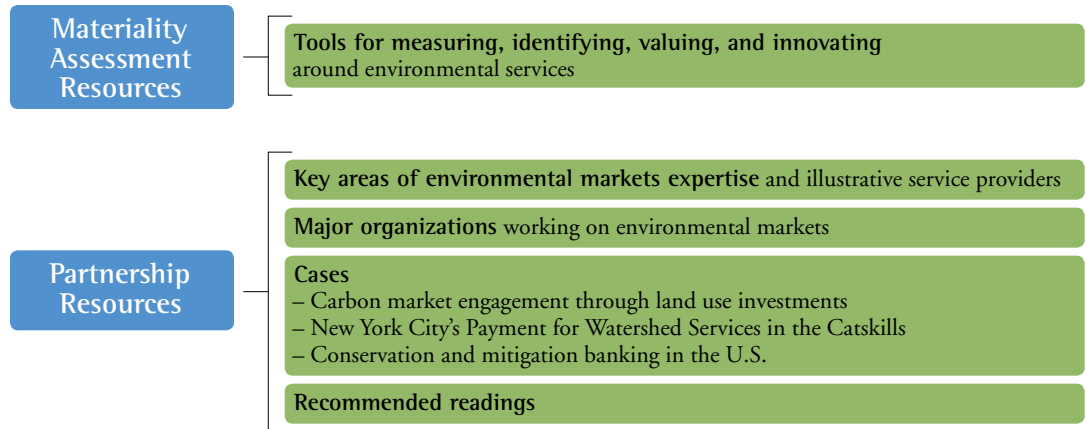 Materiality
Assessment
Resources
Tools for measuring, identifying, valuing, and innovating
around environmental services
Partnership
Resources
Key areas of environmental markets expertise and illustrative service providers
Major organizations working on environmental markets
Cases
– Carbon market engagement through land use investments
– New York City's Payment for Watershed Services in the Catskills
– Conservation and mitigation banking in the U.S.
Recommended readings